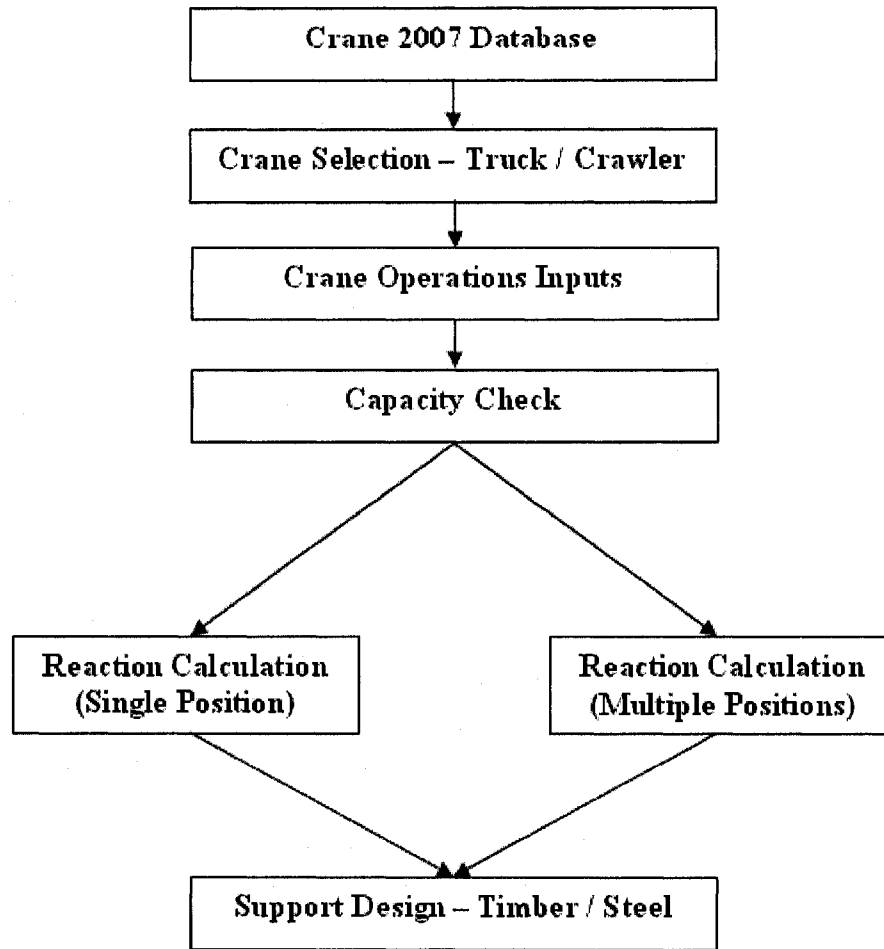 Crane 2007 Database
Crane Selection – Truck / Crawler
Crane Operations Inputs
Capacity Check
Reaction Calculation
(Single Position)
Reaction Calculation
(Multiple Positions)
Support Design – Timber / Steel